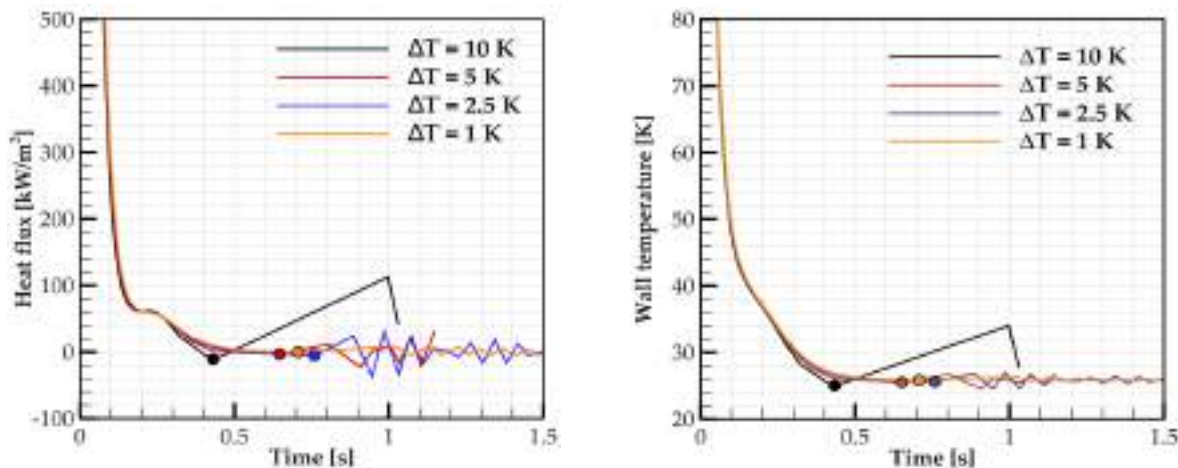 Heat flux [kW/m²]
500
400
300
200
100
0
-100
0
0.5
1
1.5
Time [s]
ΔT = 10 K
ΔT = 5 K
ΔT = 2.5 K
ΔT = 1 K
Wall temperature [K]
80
70
60
50
40
30
20
0
0.5
1
1.5
Time [s]
ΔT = 10 K
ΔT = 5 K
ΔT = 2.5 K
ΔT = 1 K